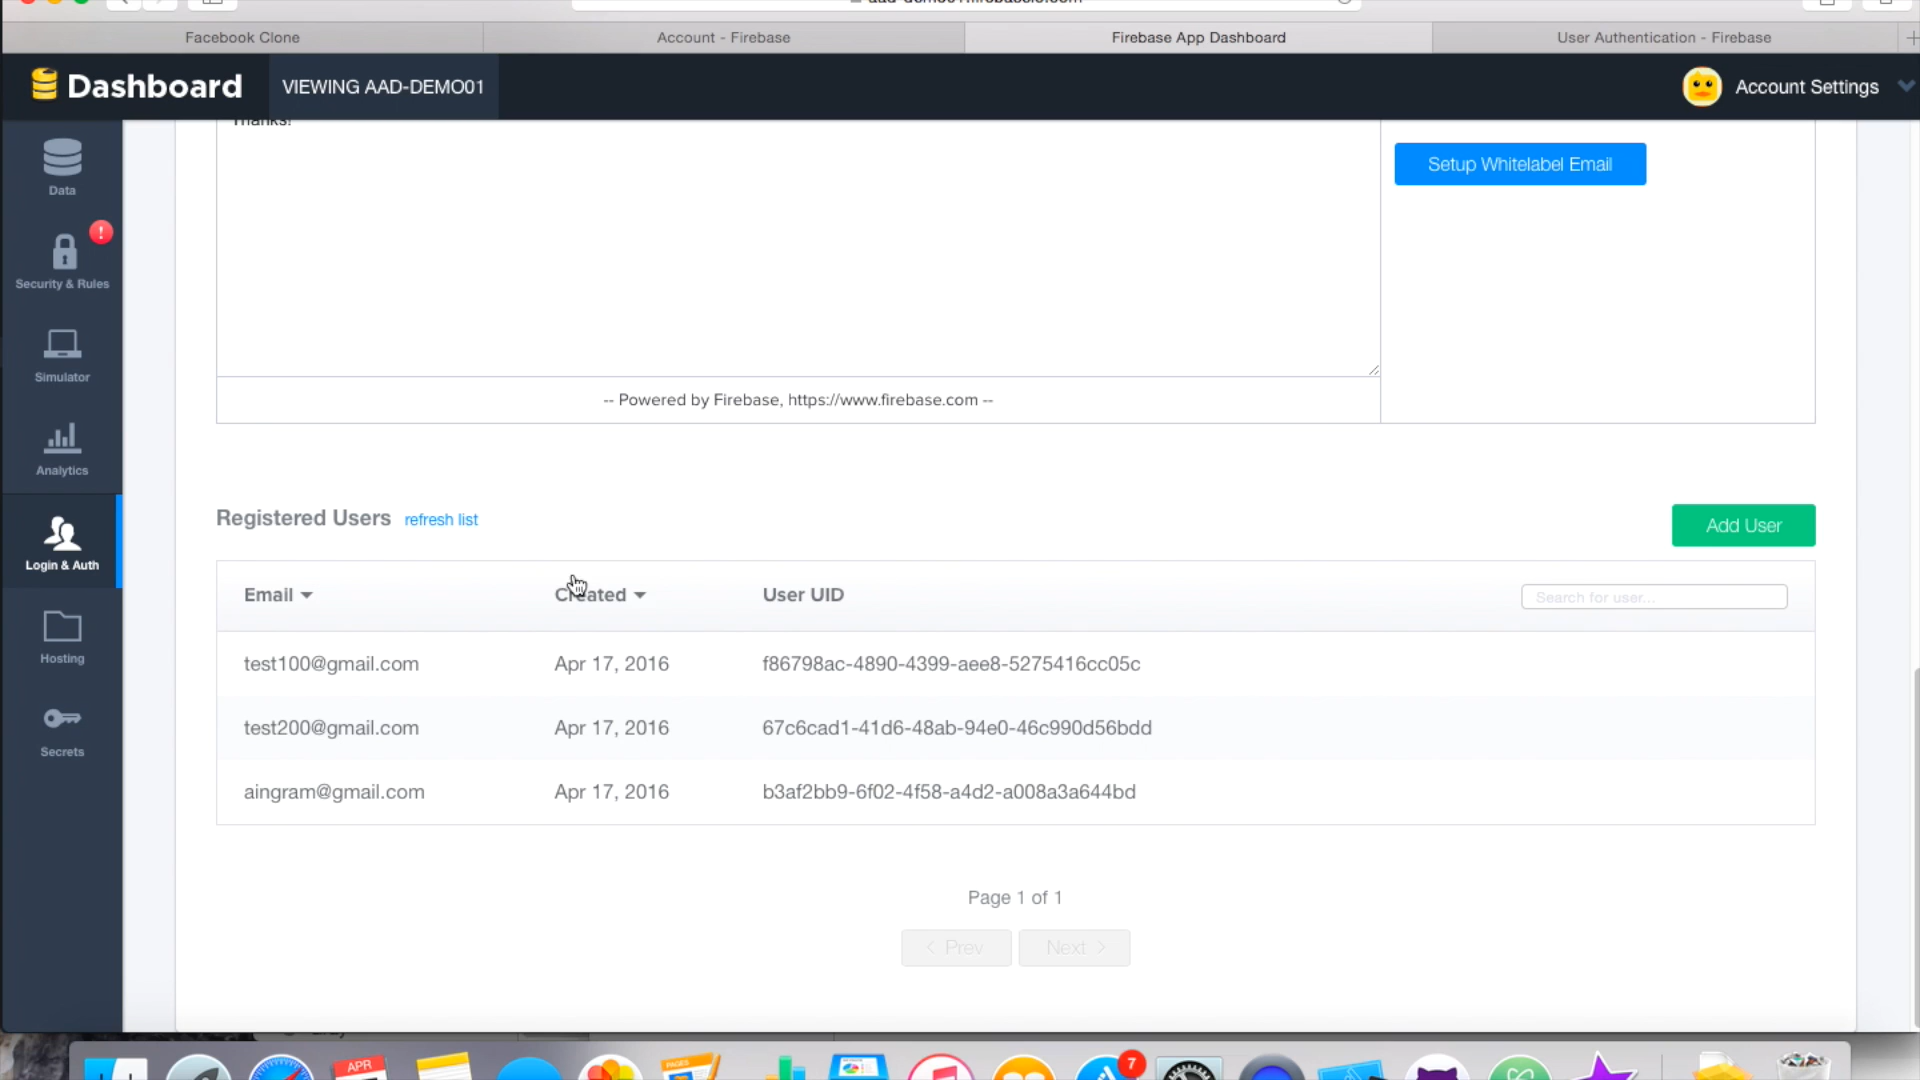 Facebook Clone
Account - Firebase
Firebase App Dashboard
User Authentication - Firebase
Dashboard
VIEWING AAD-DEMO01
Account Settings
Thanks!
Data
Setup Whitelabel Email
Security & Rules
Simulator
-- Powered by Firebase, https://www.firebase.com --
Analytics
Registered Users refresh list
Add User
Login & Auth
Email
Created
User UID
Search for user...
Hosting
test100@gmail.com Apr 17, 2016 f86798ac-4890-4399-aee8-5275416cc05c
test200@gmail.com Apr 17, 2016 67c6cad1-41d6-48ab-94e0-46c990d56bdd
Secrets
aingram@gmail.com Apr 17, 2016 b3af2bb9-6f02-4f58-a4d2-a008a3a644bd
Page 1 of 1
< Prev
Next >
APR
PAGES
7